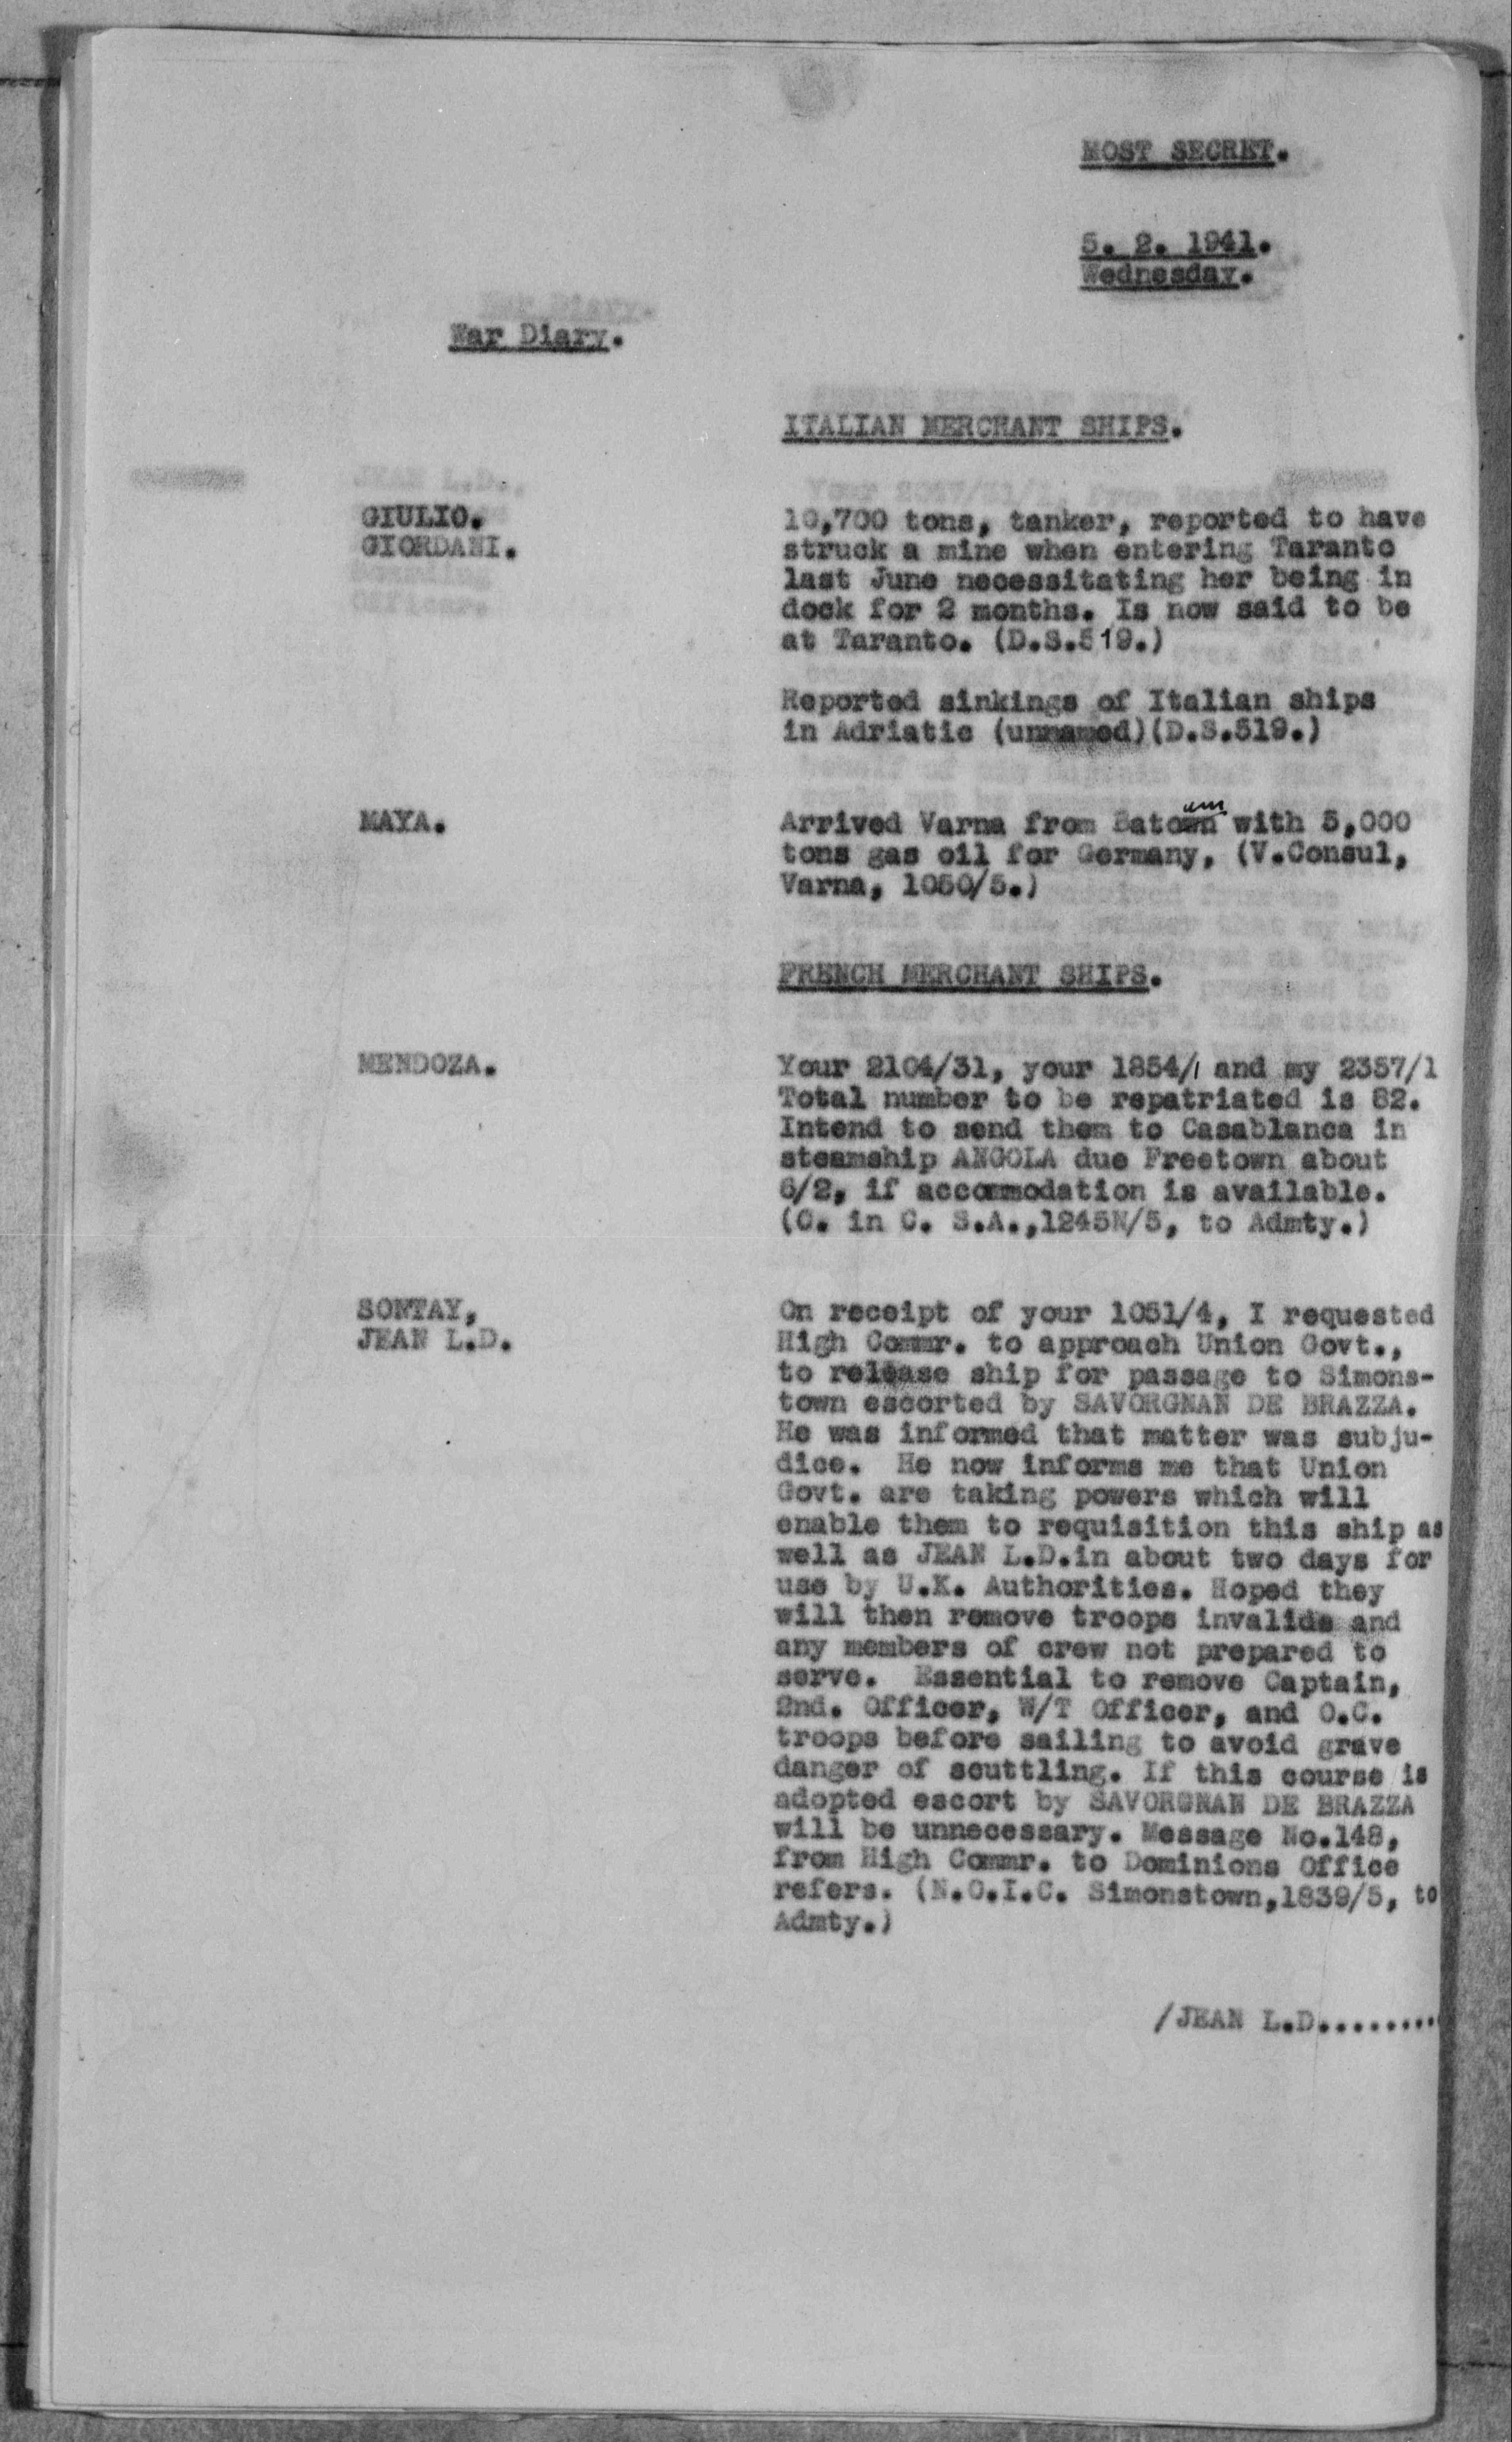 MOST SECRET.
5. 2. 1941.
Wednesday.
War Diary.
ITALIAN MERCHANT SHIPS.
GIULIO.
GIORDANI.
10,700 tons, tanker, reported to have
struck a mine when entering Taranto
last June necessitating her being in
dock for 2 months. Is now said to be
at Taranto. (D.S.519.)
Reported sinkings of Italian ships
in Adriatic (unnamed)(D.S.519.)
MAYA.
um
Arrived Varna from Batown with 5,000
tons gas oil for Germany, (V.Consul,
Varna, 1050/5.)
FRENCH MERCHANT SHIPS.
MENDOZA.
Your 2104/31, your 1854/1 and my 2357/1
Total number to be repatriated is 82.
Intend to send them to Casablanca in
steamship ANGOLA due Freetown about
6/2, if accommodation is available.
(C. in C. S.A.,1245N/5, to Admty.)
SONTAY,
JEAN L.D.
On receipt of your 1051/4, I requested
High Commr. to approach Union Govt.,
to release ship for passage to Simons-
town escorted by SAVORGNAN DE BRAZZA.
He was informed that matter was subju-
dice. He now informs me that Union
Govt. are taking powers which will
enable them to requisition this ship as
well as JEAN L.D.in about two days for
use by U.K. Authorities. Hoped they
will then remove troops invalids and
any members of crew not prepared to
serve. Essential to remove Captain,
2nd. Officer, W/T Officer, and O.C.
troops before sailing to avoid grave
danger of scuttling. If this course is
adopted escort by SAVORGNAN DE BRAZZA
will be unnecessary. Message No.148,
from High Commr. to Dominions Office
refers. (N.O.I.C. Simonstown,1839/5, to
Admty.)
/JEAN L.D.........